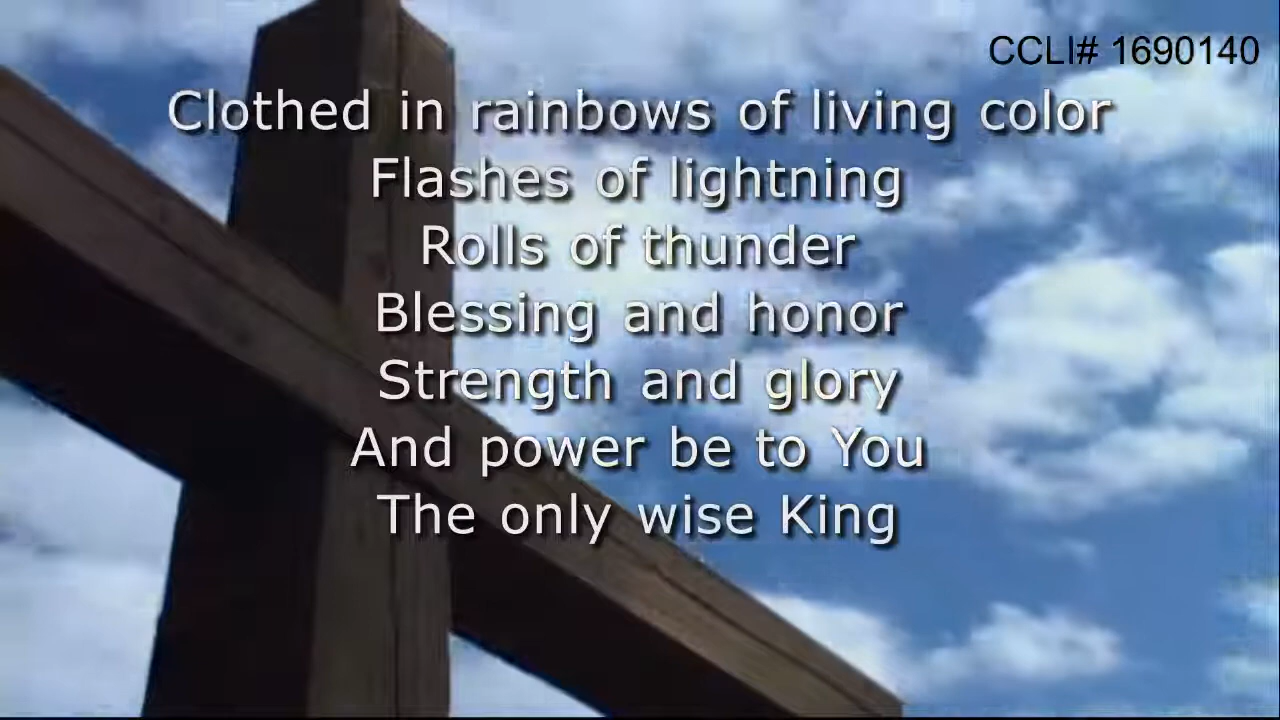 CCLI# 1690140
Clothed in rainbows of living color
Flashes of lightning
Rolls of thunder
Blessing and honor
Strength and glory
And power be to You
The only wise King